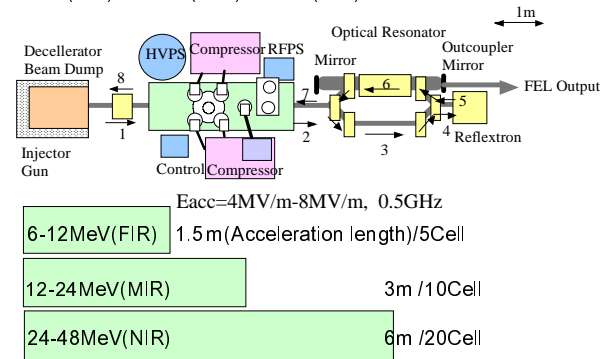 1m
Optical Resonator
Decellerator
Beam Dump
HVPS
Compressor
RFPS
Mirror
Outcoupler
Mirror
FEL Output
8
7
6
5
1
2
3
4
Reflextron
Injector
Gun
Control
Compressor
Eacc=4MV/m-8MV/m, 0.5GHz
6-12MeV(FIR) 1.5m(Acceleration length)/5Cell
12-24MeV(MIR) 3m /10Cell
24-48MeV(NIR) 6m /20Cell